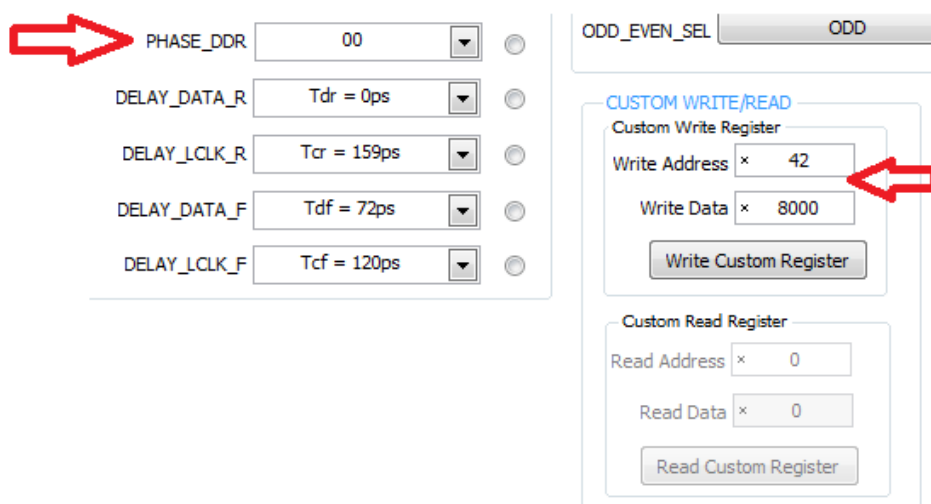 PHASE_DDR 00
DELAY_DATA_R Tdr = 0ps
DELAY_LCLK_R Tcr = 159ps
DELAY_DATA_F Tdf = 72ps
DELAY_LCLK_F Tcf = 120ps
ODD_EVEN_SEL ODD
CUSTOM WRITE/READ
Custom Write Register
Write Address × 42
Write Data × 8000
Write Custom Register
Custom Read Register
Read Address × 0
Read Data × 0
Read Custom Register